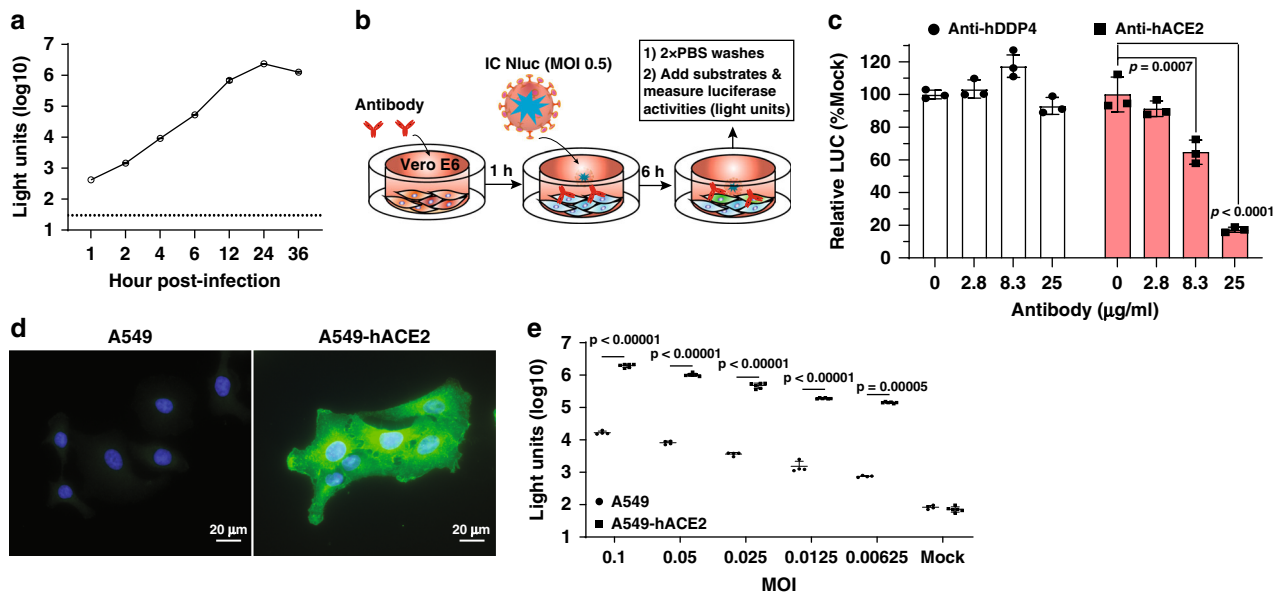 a
Light units (log10)
7
6
5
4
3
2
1
1 2 4 6 12 24 36
Hour post-infection
b
Antibody
IC Nluc (MOI 0.5)
Vero E6
1 h
6 h
1) 2×PBS washes
2) Add substrates &
measure luciferase
activities (light units)
c
Anti-hDDP4
Anti-hACE2
Relative LUC (%Mock)
140
120
100
80
60
40
20
0
p = 0.0007
p < 0.0001
0 2.8 8.3 25 0 2.8 8.3 25
Antibody (μg/ml)
d
A549
A549-hACE2
20 μm
20 μm
e
Light units (log10)
7
6
5
4
3
2
1
p < 0.00001
p < 0.00001
p < 0.00001
p < 0.00001
p = 0.00005
A549
A549-hACE2
0.1 0.05 0.025 0.0125 0.00625 Mock
MOI